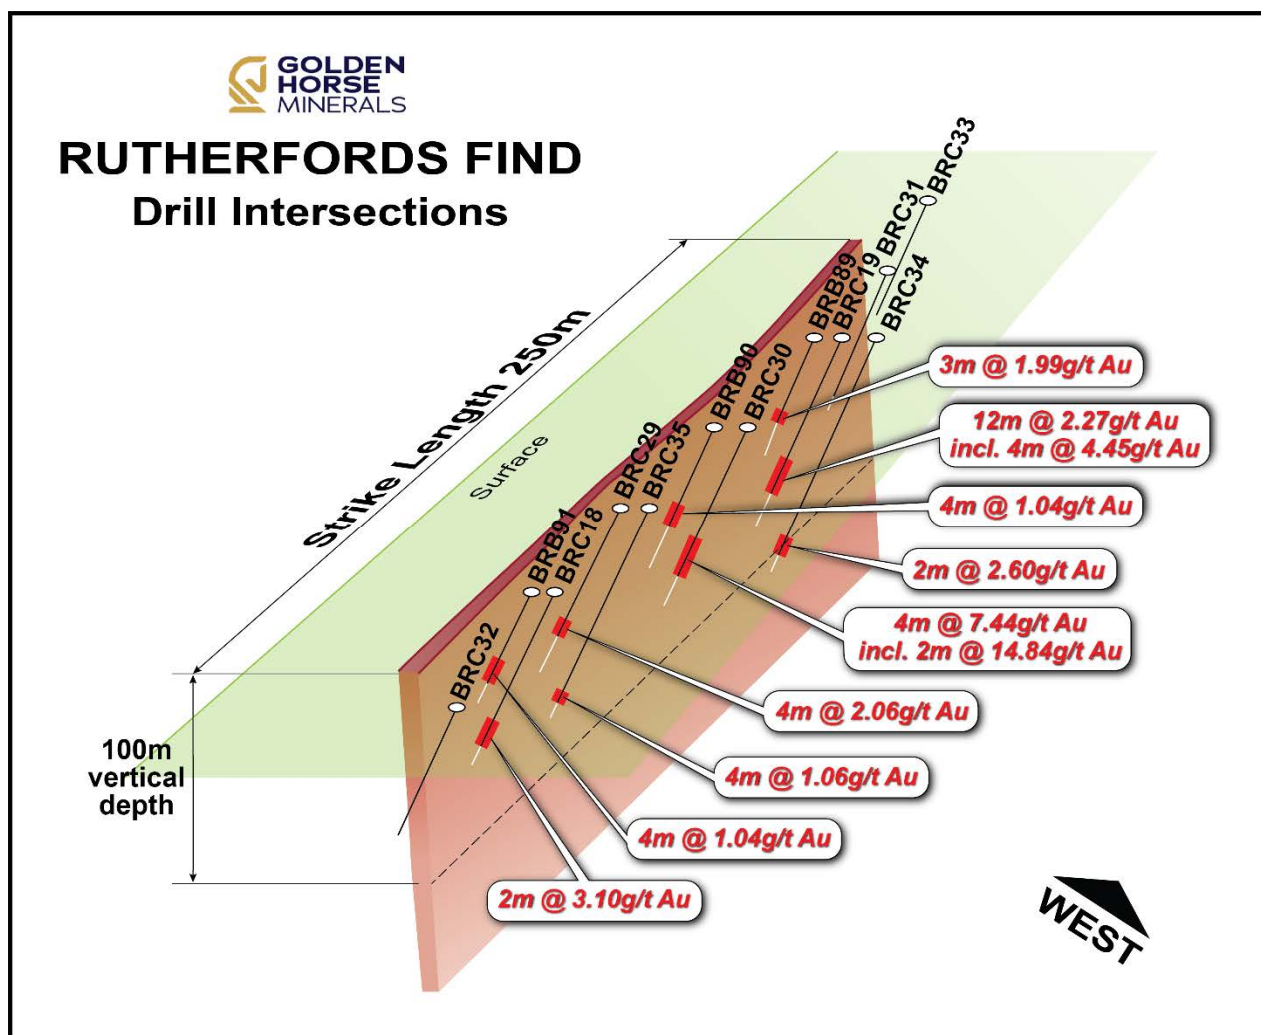 GOLDEN
HORSE
MINERALS
RUTHERFORDS FIND
Drill Intersections
Strike Length 250m
Surface
100m
vertical
depth
BRC32
BRB91
BRC18
BRC29
BRC35
BRB90
BRC30
BRB89
BRC19
BRC31
BRC34
BRC33
3m @ 1.99g/t Au
12m @ 2.27g/t Au
incl. 4m @ 4.45g/t Au
4m @ 1.04g/t Au
2m @ 2.60g/t Au
4m @ 7.44g/t Au
incl. 2m @ 14.84g/t Au
4m @ 2.06g/t Au
4m @ 1.06g/t Au
4m @ 1.04g/t Au
2m @ 3.10g/t Au
WEST